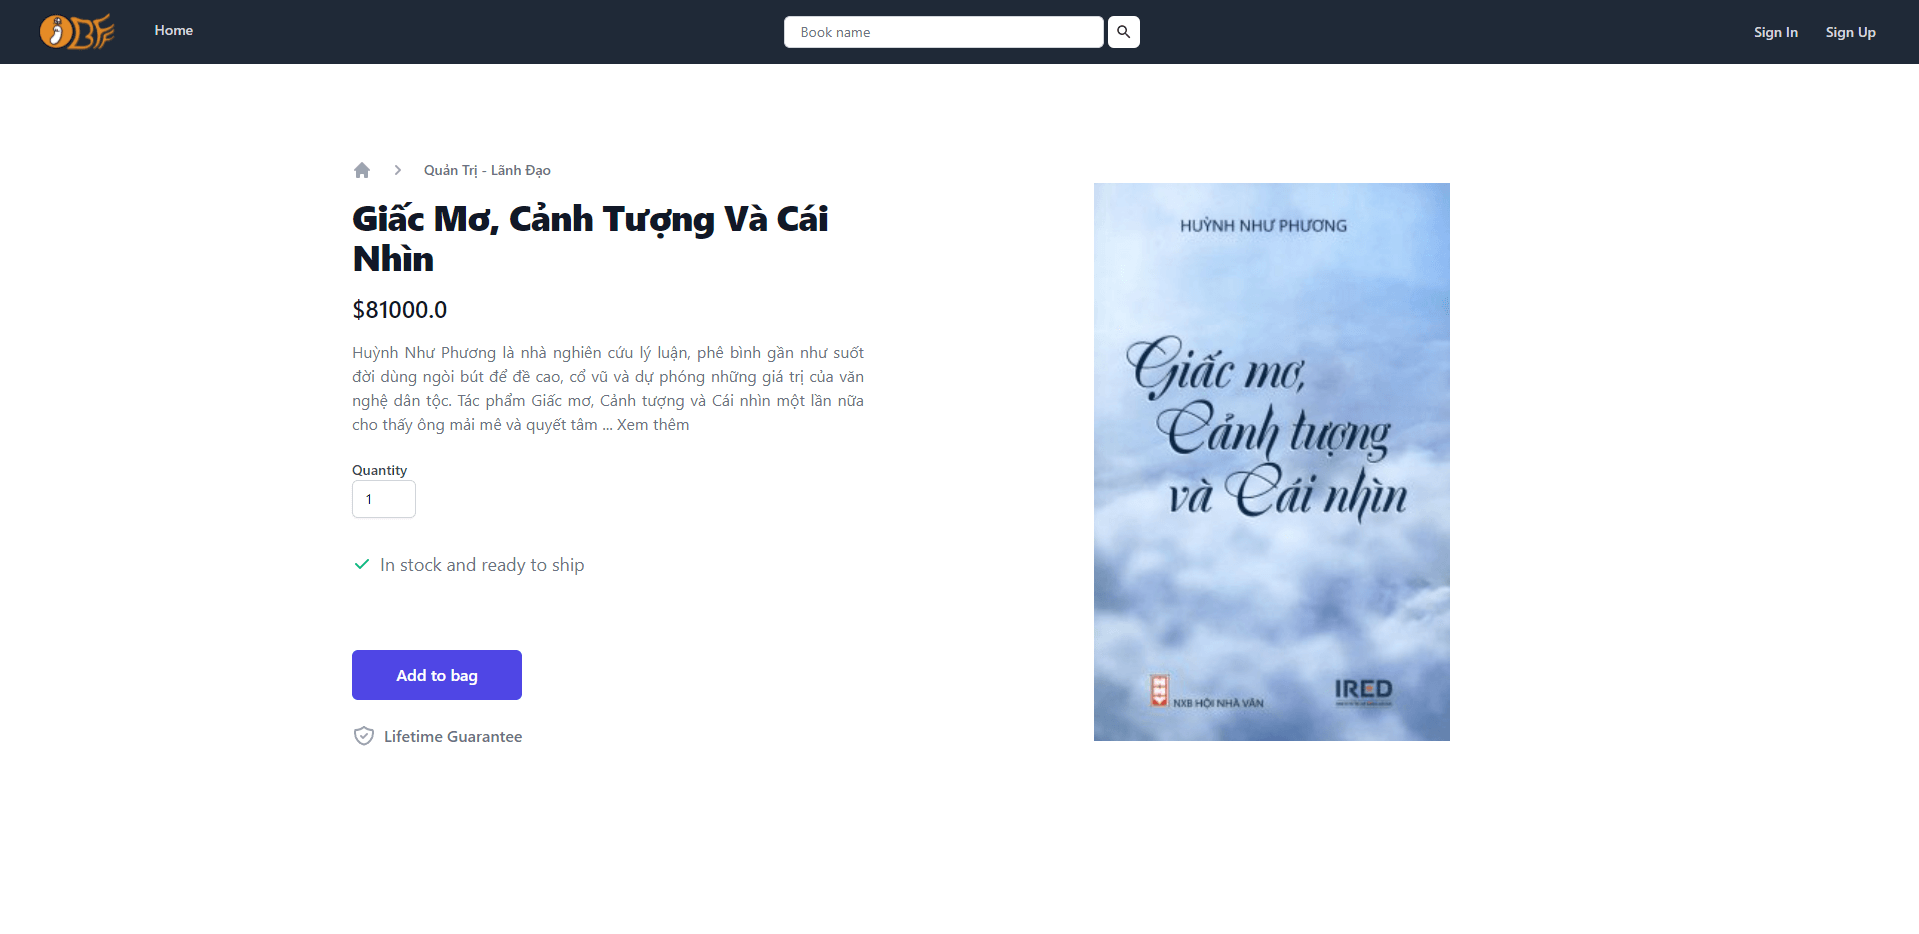 JBFF
Home
Book name
Sign In
Sign Up
Quản Trị - Lãnh Đạo
Giấc Mơ, Cảnh Tượng Và Cái
Nhìn
$81000.0
Huỳnh Như Phương là nhà nghiên cứu lý luận, phê bình gần như suốt
đời dùng ngòi bút để đề cao, cổ vũ và dự phóng những giá trị của văn
nghệ dân tộc. Tác phẩm Giấc mơ, Cảnh tượng và Cái nhìn một lần nữa
cho thấy ông mải mê và quyết tâm ... Xem thêm
Quantity
1
In stock and ready to ship
Add to bag
Lifetime Guarantee
HUỲNH NHƯ PHƯƠNG
Giấc mơ,
Cảnh tượng
và Cái nhìn
NXB HỘI NHÀ VĂN
IRED